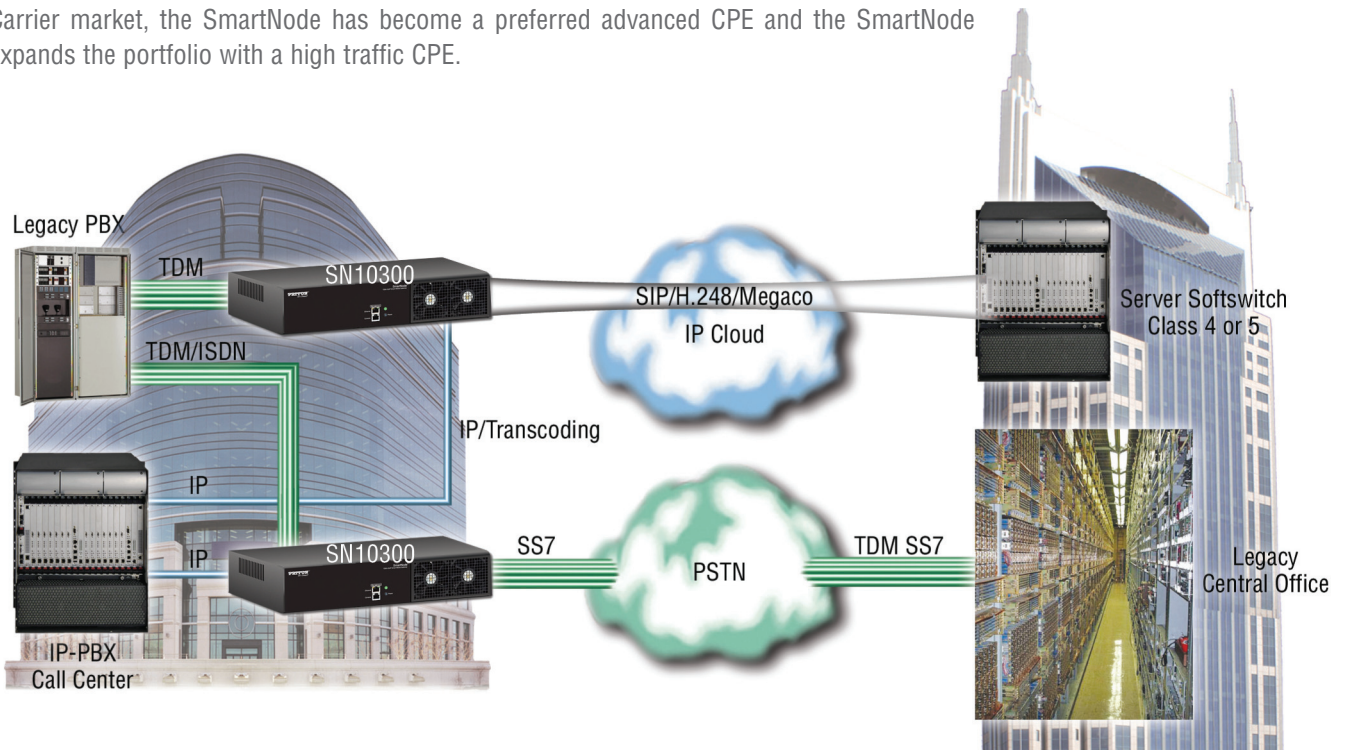 Carrier market, the SmartNode has become a preferred advanced CPE and the SmartNode
expands the portfolio with a high traffic CPE.
Legacy PBX
TDM
SN10300
SIP/H.248/Megaco
IP Cloud
Server Softswitch
Class 4 or 5
TDM/ISDN
IP/Transcoding
IP
IP
SN10300
SS7
PSTN
TDM SS7
Legacy
Central Office
IP-PBX
Call Center